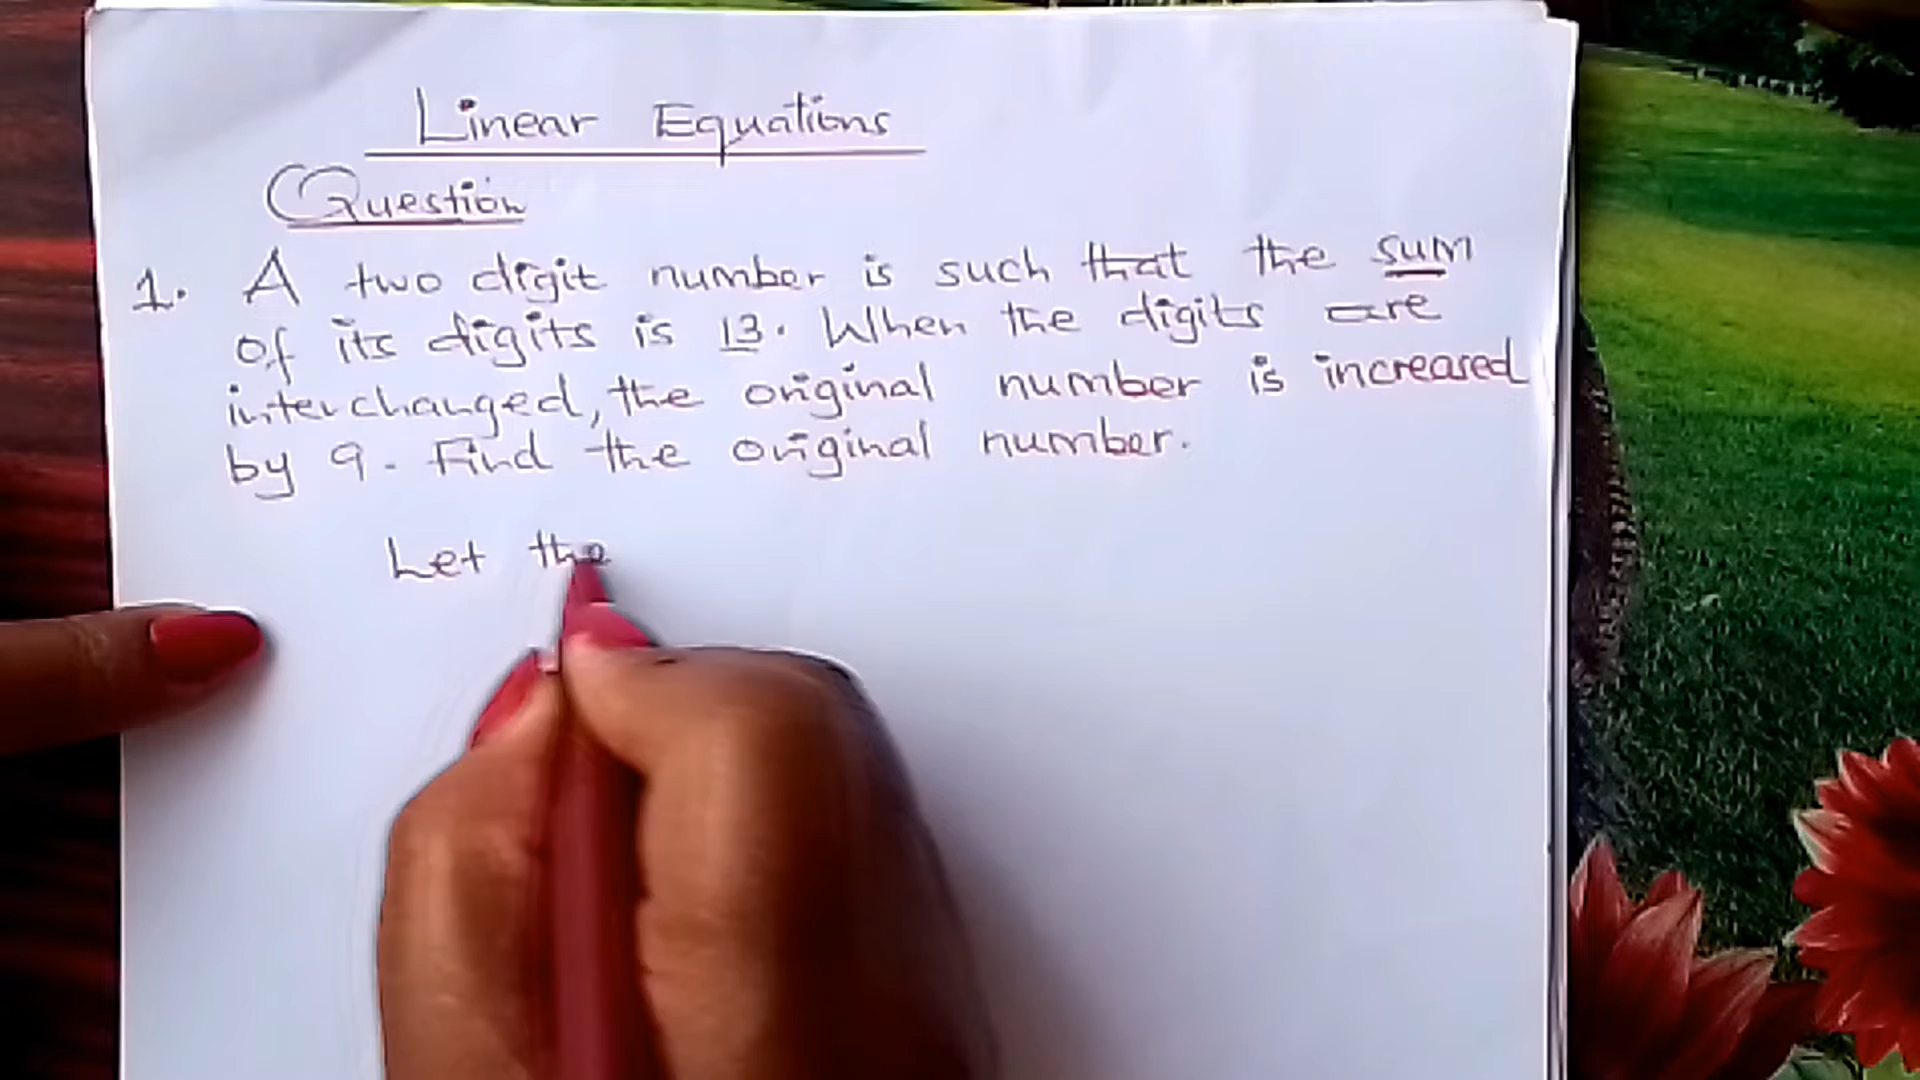 Linear Equations
Question
1. A two digit number is such that the sum
of its digits is 13. When the digits are
interchanged, the original number is increased
by 9. Find the original number.
Let the